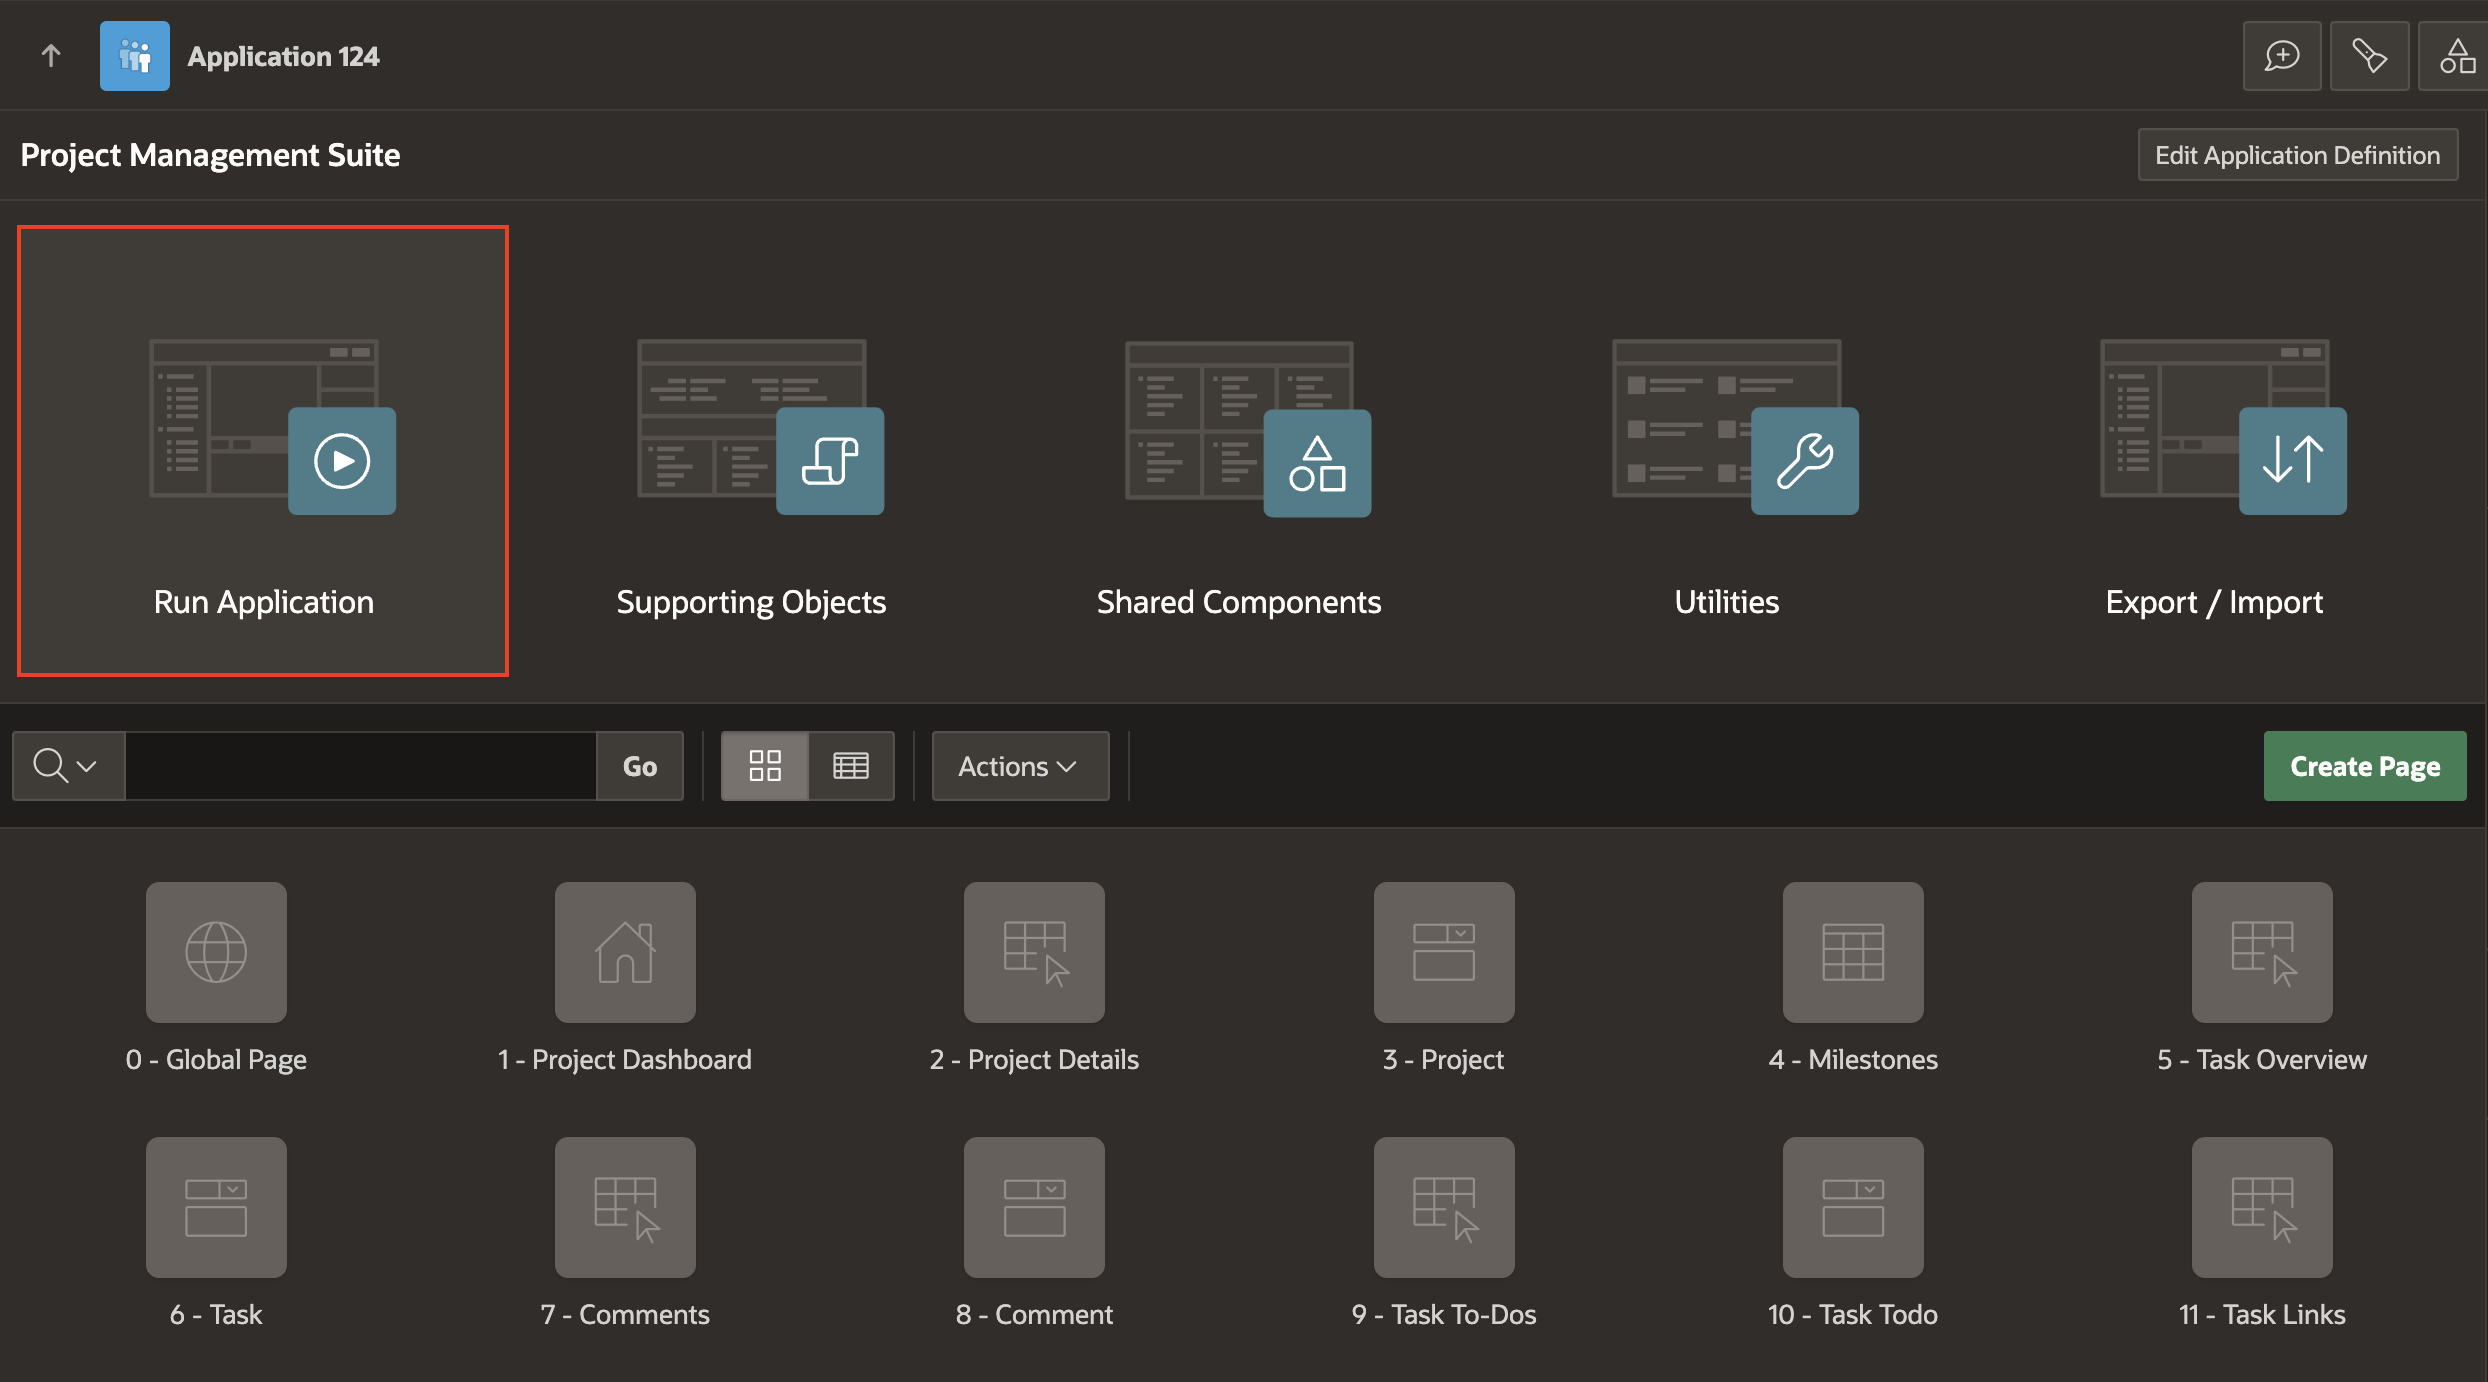 Application 124
Project Management Suite
Edit Application Definition
Run Application
Supporting Objects
Shared Components
Utilities
Export / Import
Go
Actions
Create Page
0 - Global Page
1 - Project Dashboard
2 - Project Details
3 - Project
4 - Milestones
5 - Task Overview
6 - Task
7 - Comments
8 - Comment
9 - Task To-Dos
10 - Task Todo
11 - Task Links